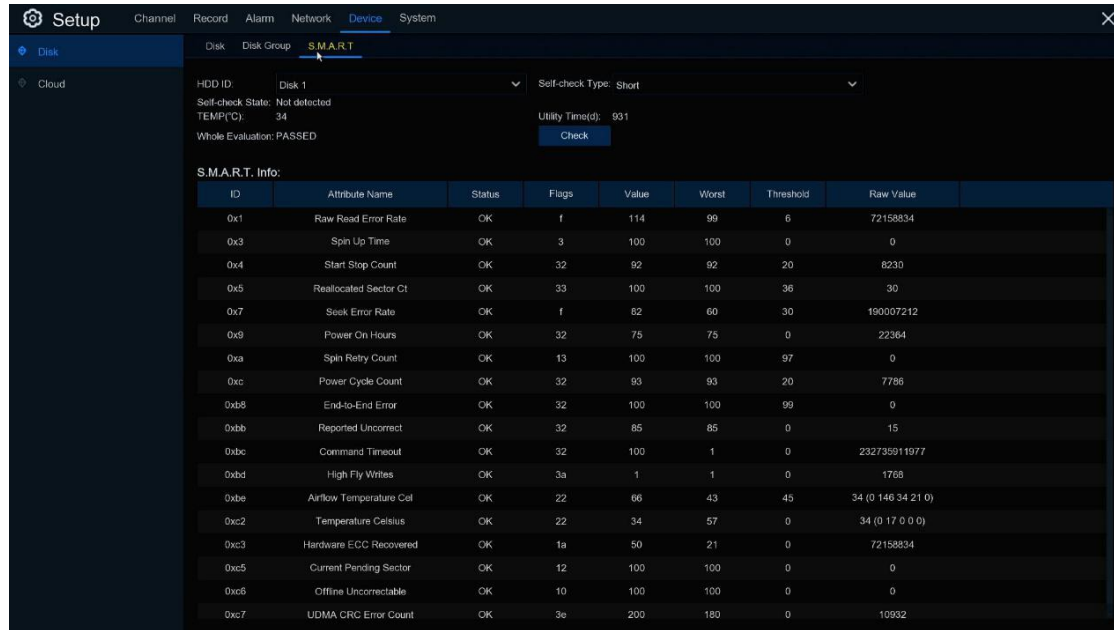 Setup Channel Record Alarm Network Device System
Disk
Cloud
Disk Disk Group S.M.A.R.T
HDD ID: Disk 1 Self-check Type: Short
Self-check State: Not detected
TEMP(°C): 34 Utility Time(d): 931
Whole Evaluation: PASSED Check
S.M.A.R.T. Info:
ID Attribute Name Status Flags Value Worst Threshold Raw Value
0x1 Raw Read Error Rate OK f 114 99 6 72158834
0x3 Spin Up Time OK 3 100 100 0 0
0x4 Start Stop Count OK 32 92 92 20 8230
0x5 Reallocated Sector Ct OK 33 100 100 36 30
0x7 Seek Error Rate OK f 82 60 30 190007212
0x9 Power On Hours OK 32 75 75 0 22364
0xa Spin Retry Count OK 13 100 100 97 0
0xc Power Cycle Count OK 32 93 93 20 7786
0xb8 End-to-End Error OK 32 100 100 99 0
0xbb Reported Uncorrect OK 32 85 85 0 15
0xbc Command Timeout OK 32 100 1 0 232735911977
0xbd High Fly Writes OK 3a 1 1 0 1768
0xbe Airflow Temperature Cel OK 22 66 43 45 34 (0 146 34 21 0)
0xc2 Temperature Celsius OK 22 34 57 0 34 (0 17 0 0 0)
0xc3 Hardware ECC Recovered OK 1a 50 21 0 72158834
0xc5 Current Pending Sector OK 12 100 100 0 0
0xc6 Offline Uncorrectable OK 10 100 100 0 0
0xc7 UDMA CRC Error Count OK 3e 200 180 0 10932